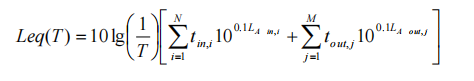 Leq(T) = 10 lg(1/T)[∑_{i=1}^{N} t_{in,i} 10^{0.1L_{A in,i}} + ∑_{j=1}^{M} t_{out,j} 10^{0.1L_{A out,j}}]